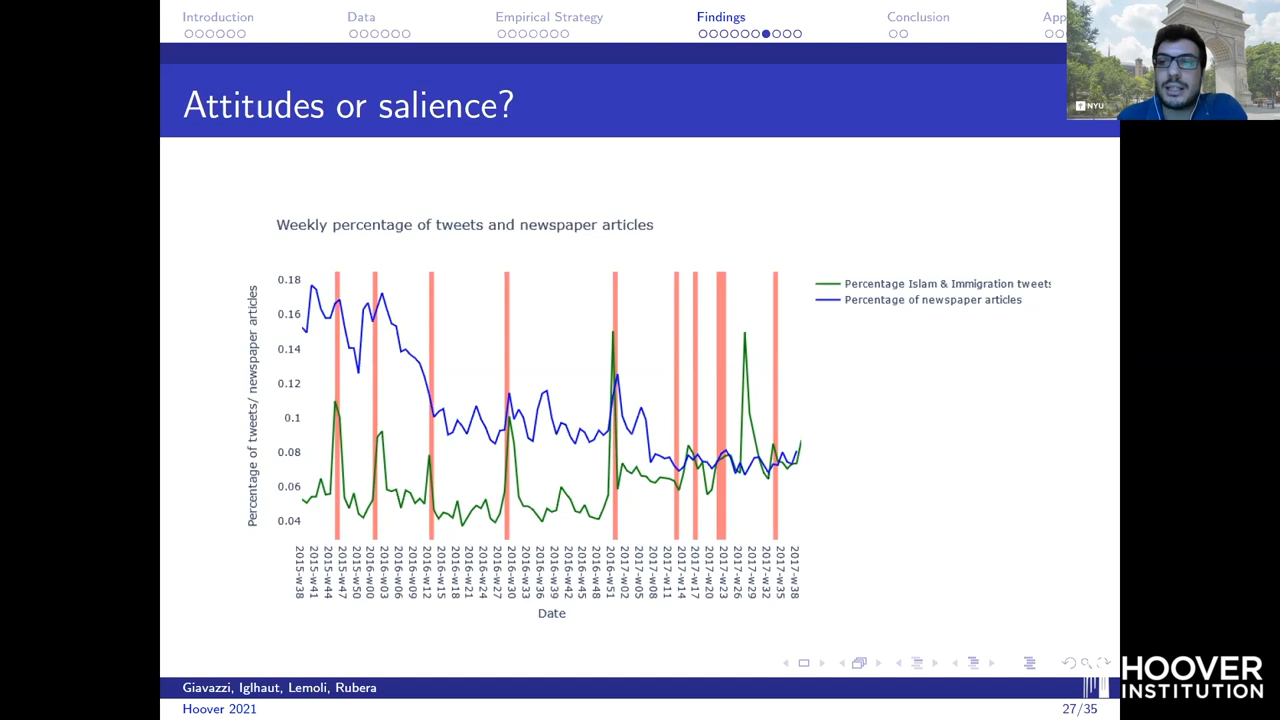 Introduction
Data
Empirical Strategy
Findings
Conclusion
App
NYU
Attitudes or salience?
Weekly percentage of tweets and newspaper articles
Percentage of tweets/ newspaper articles
0.18
0.16
0.14
0.12
0.1
0.08
0.06
0.04
Percentage Islam & Immigration tweets
Percentage of newspaper articles
2015-w38
2015-w41
2015-w44
2015-w47
2015-w50
2016-w00
2016-w03
2016-w06
2016-w09
2016-w12
2016-w15
2016-w18
2016-w21
2016-w24
2016-w27
2016-w30
2016-w33
2016-w36
2016-w39
2016-w42
2016-w45
2016-w48
2016-w51
2017-w02
2017-w05
2017-w08
2017-w11
2017-w14
2017-w17
2017-w20
2017-w23
2017-w26
2017-w29
2017-w32
2017-w35
2017-w38
Date
Giavazzi, Iglhaut, Lemoli, Rubera
Hoover 2021
27/35
HOOVER
INSTITUTION